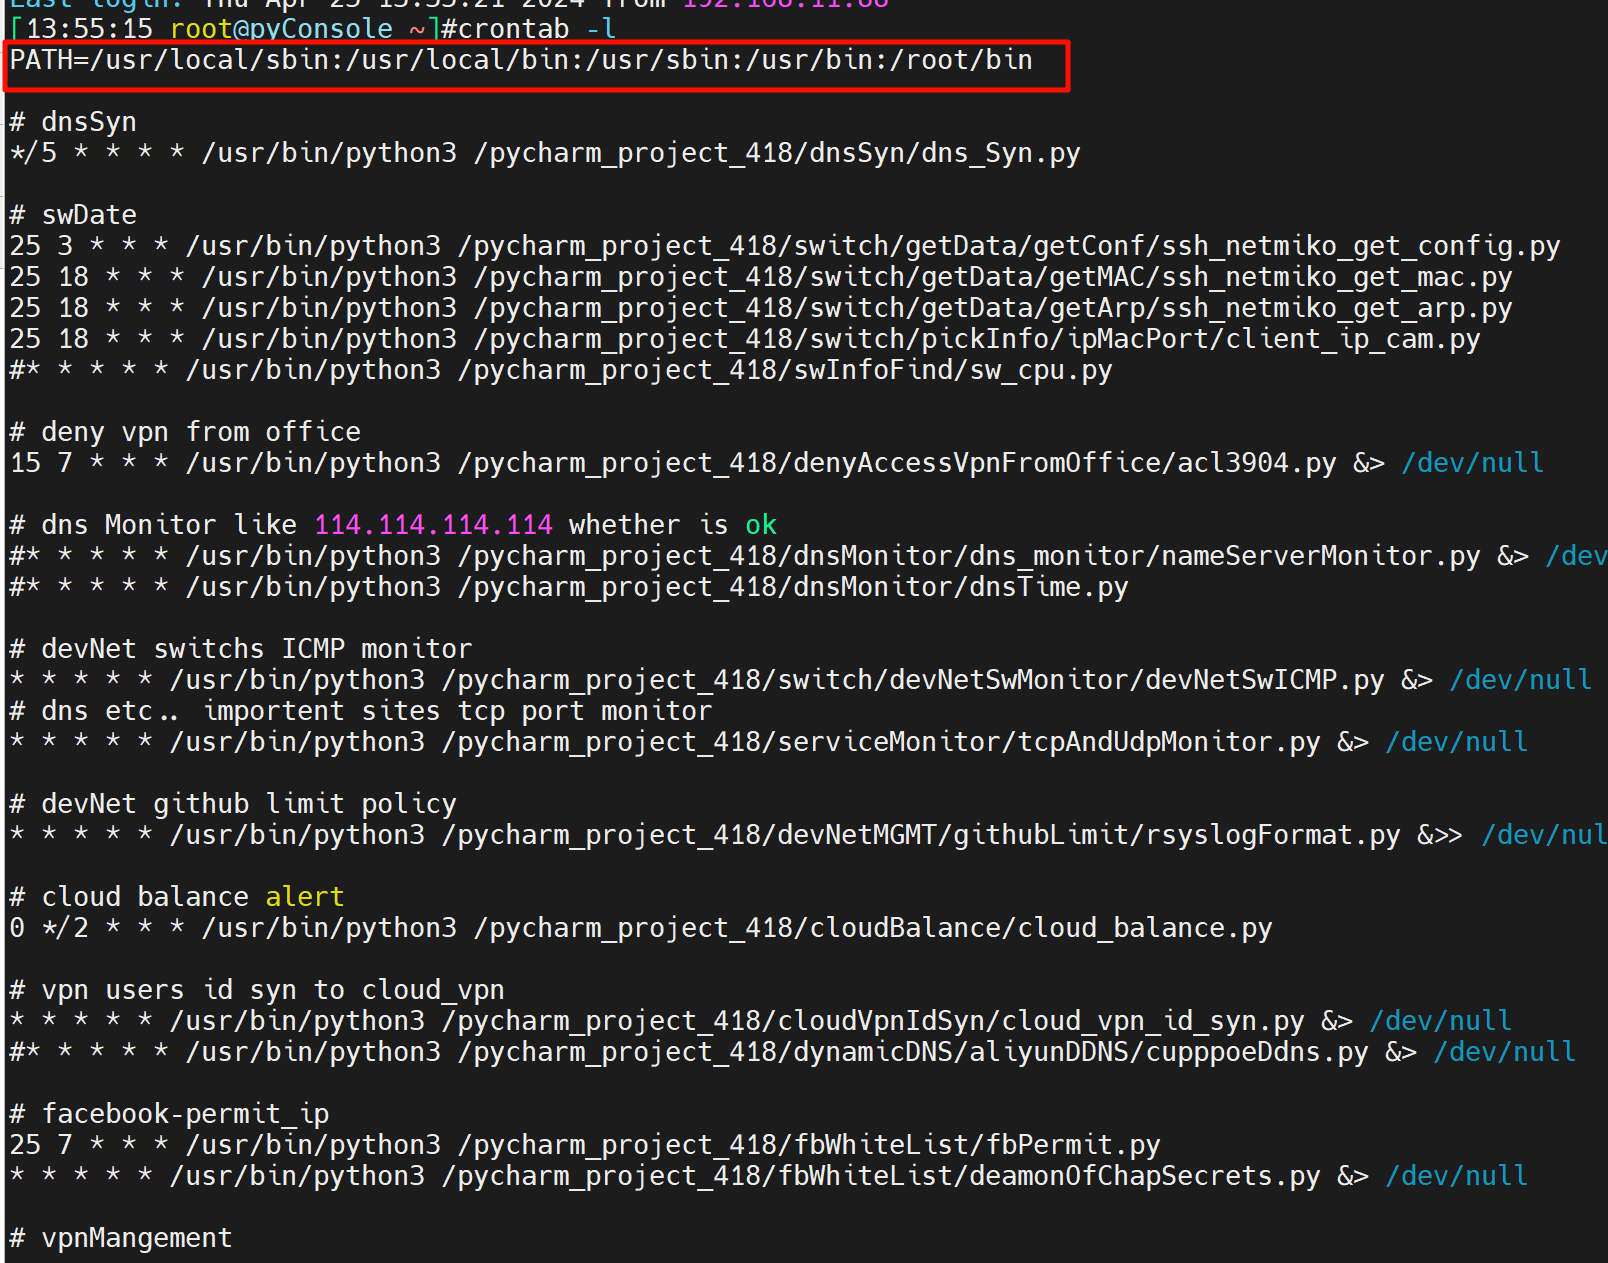 Last login: Thu Apr 25 13:53:21 2024 from 192.168.11.88
[13:55:15 root@pyConsole ~]#crontab -l
PATH=/usr/local/sbin:/usr/local/bin:/usr/sbin:/usr/bin:/root/bin
# dnsSyn
*/5 * * * * /usr/bin/python3 /pycharm_project_418/dnsSyn/dns_Syn.py
# swDate
25 3 * * * /usr/bin/python3 /pycharm_project_418/switch/getData/getConf/ssh_netmiko_get_config.py
25 18 * * * /usr/bin/python3 /pycharm_project_418/switch/getData/getMAC/ssh_netmiko_get_mac.py
25 18 * * * /usr/bin/python3 /pycharm_project_418/switch/getData/getArp/ssh_netmiko_get_arp.py
25 18 * * * /usr/bin/python3 /pycharm_project_418/switch/pickInfo/ipMacPort/client_ip_cam.py
#* * * * * /usr/bin/python3 /pycharm_project_418/swInfoFind/sw_cpu.py
# deny vpn from office
15 7 * * * /usr/bin/python3 /pycharm_project_418/denyAccessVpnFromOffice/acl3904.py &> /dev/null
# dns Monitor like 114.114.114.114 whether is ok
#* * * * * /usr/bin/python3 /pycharm_project_418/dnsMonitor/dns_monitor/nameServerMonitor.py &> /dev
#* * * * * /usr/bin/python3 /pycharm_project_418/dnsMonitor/dnsTime.py
# devNet switchs ICMP monitor
* * * * * /usr/bin/python3 /pycharm_project_418/switch/devNetSwMonitor/devNetSwICMP.py &> /dev/null
# dns etc.. importent sites tcp port monitor
* * * * * /usr/bin/python3 /pycharm_project_418/serviceMonitor/tcpAndUdpMonitor.py &> /dev/null
# devNet github limit policy
* * * * * /usr/bin/python3 /pycharm_project_418/devNetMGMT/githubLimit/rsyslogFormat.py &>> /dev/nul
# cloud balance alert
0 */2 * * * /usr/bin/python3 /pycharm_project_418/cloudBalance/cloud_balance.py
# vpn users id syn to cloud_vpn
* * * * * /usr/bin/python3 /pycharm_project_418/cloudVpnIdSyn/cloud_vpn_id_syn.py &> /dev/null
#* * * * * /usr/bin/python3 /pycharm_project_418/dynamicDNS/aliyunDDNS/cupppoeDdns.py &> /dev/null
# facebook-permit_ip
25 7 * * * /usr/bin/python3 /pycharm_project_418/fbWhiteList/fbPermit.py
* * * * * /usr/bin/python3 /pycharm_project_418/fbWhiteList/deamonOfChapSecrets.py &> /dev/null
# vpnMangement